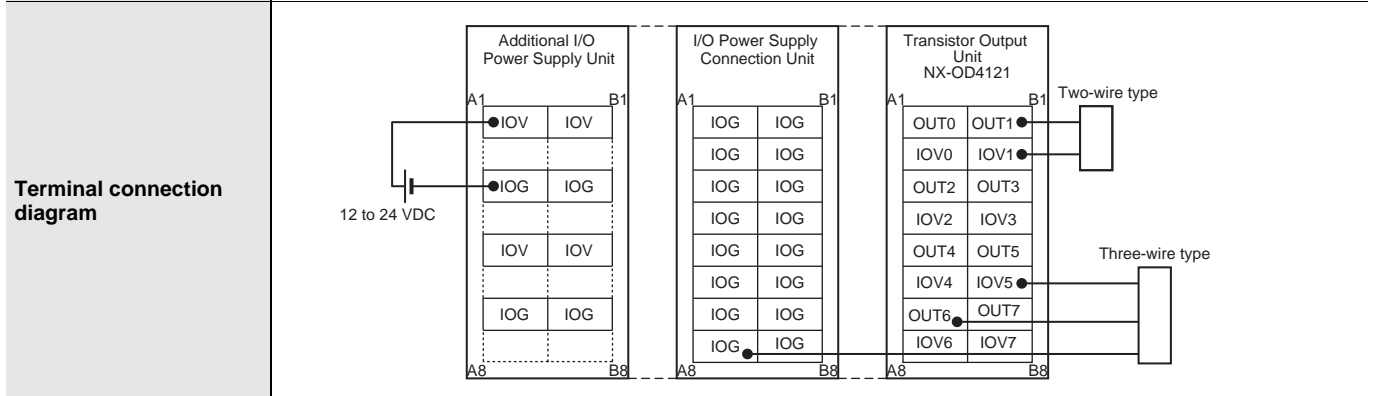 Terminal connection
diagram
Additional I/O
Power Supply Unit
A1 B1
IOV IOV
IOG IOG
IOV IOV
IOG IOG
A8 B8
12 to 24 VDC
I/O Power Supply
Connection Unit
A1 B1
IOG IOG
IOG IOG
IOG IOG
IOG IOG
IOG IOG
IOG IOG
IOG IOG
IOG IOG
A8 B8
Transistor Output
Unit
NX-OD4121
A1 B1
OUT0 OUT1
IOV0 IOV1
OUT2 OUT3
IOV2 IOV3
OUT4 OUT5
IOV4 IOV5
OUT6 OUT7
IOV6 IOV7
A8 B8
Two-wire type
Three-wire type